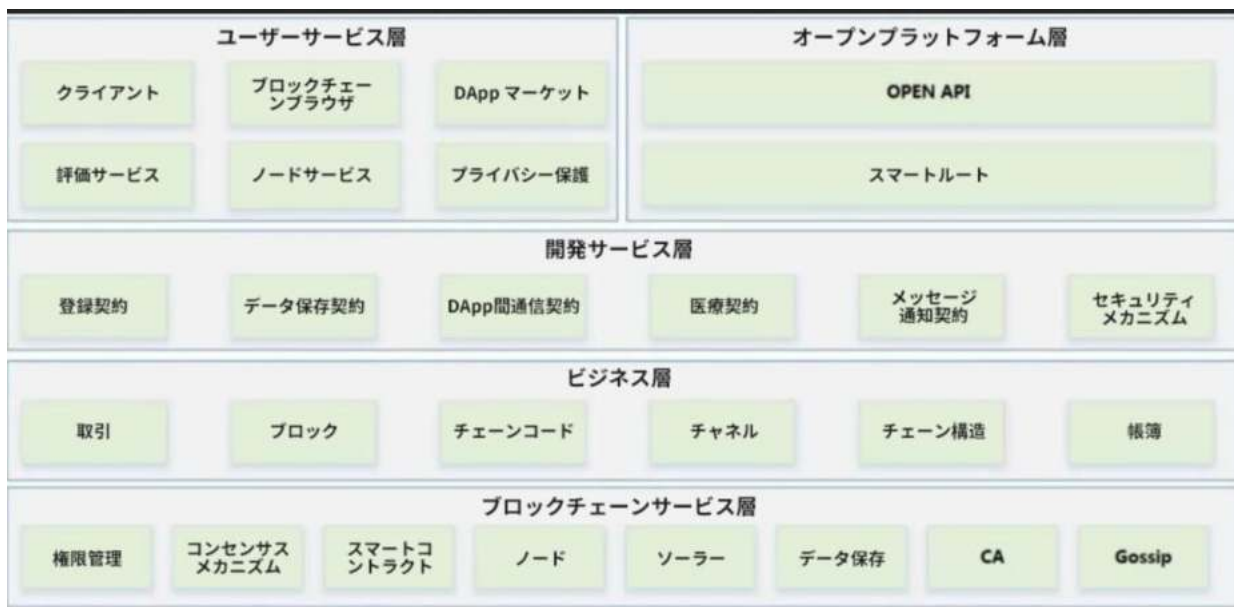 ユーザーサービス層
クライアント
ブロックチェー
ンブラウザ
DApp マーケット
評価サービス
ノードサービス
プライバシー保護
オープンプラットフォーム層
OPEN API
スマートルート
開発サービス層
登録契約
データ保存契約
DApp間通信契約
医療契約
メッセージ
通知契約
セキュリティ
メカニズム
ビジネス層
取引
ブロック
チェーンコード
チャネル
チェーン構造
帳簿
ブロックチェーンサービス層
権限管理
コンセンサス
メカニズム
スマートコ
ントラクト
ノード
ソーラー
データ保存
CA
Gossip